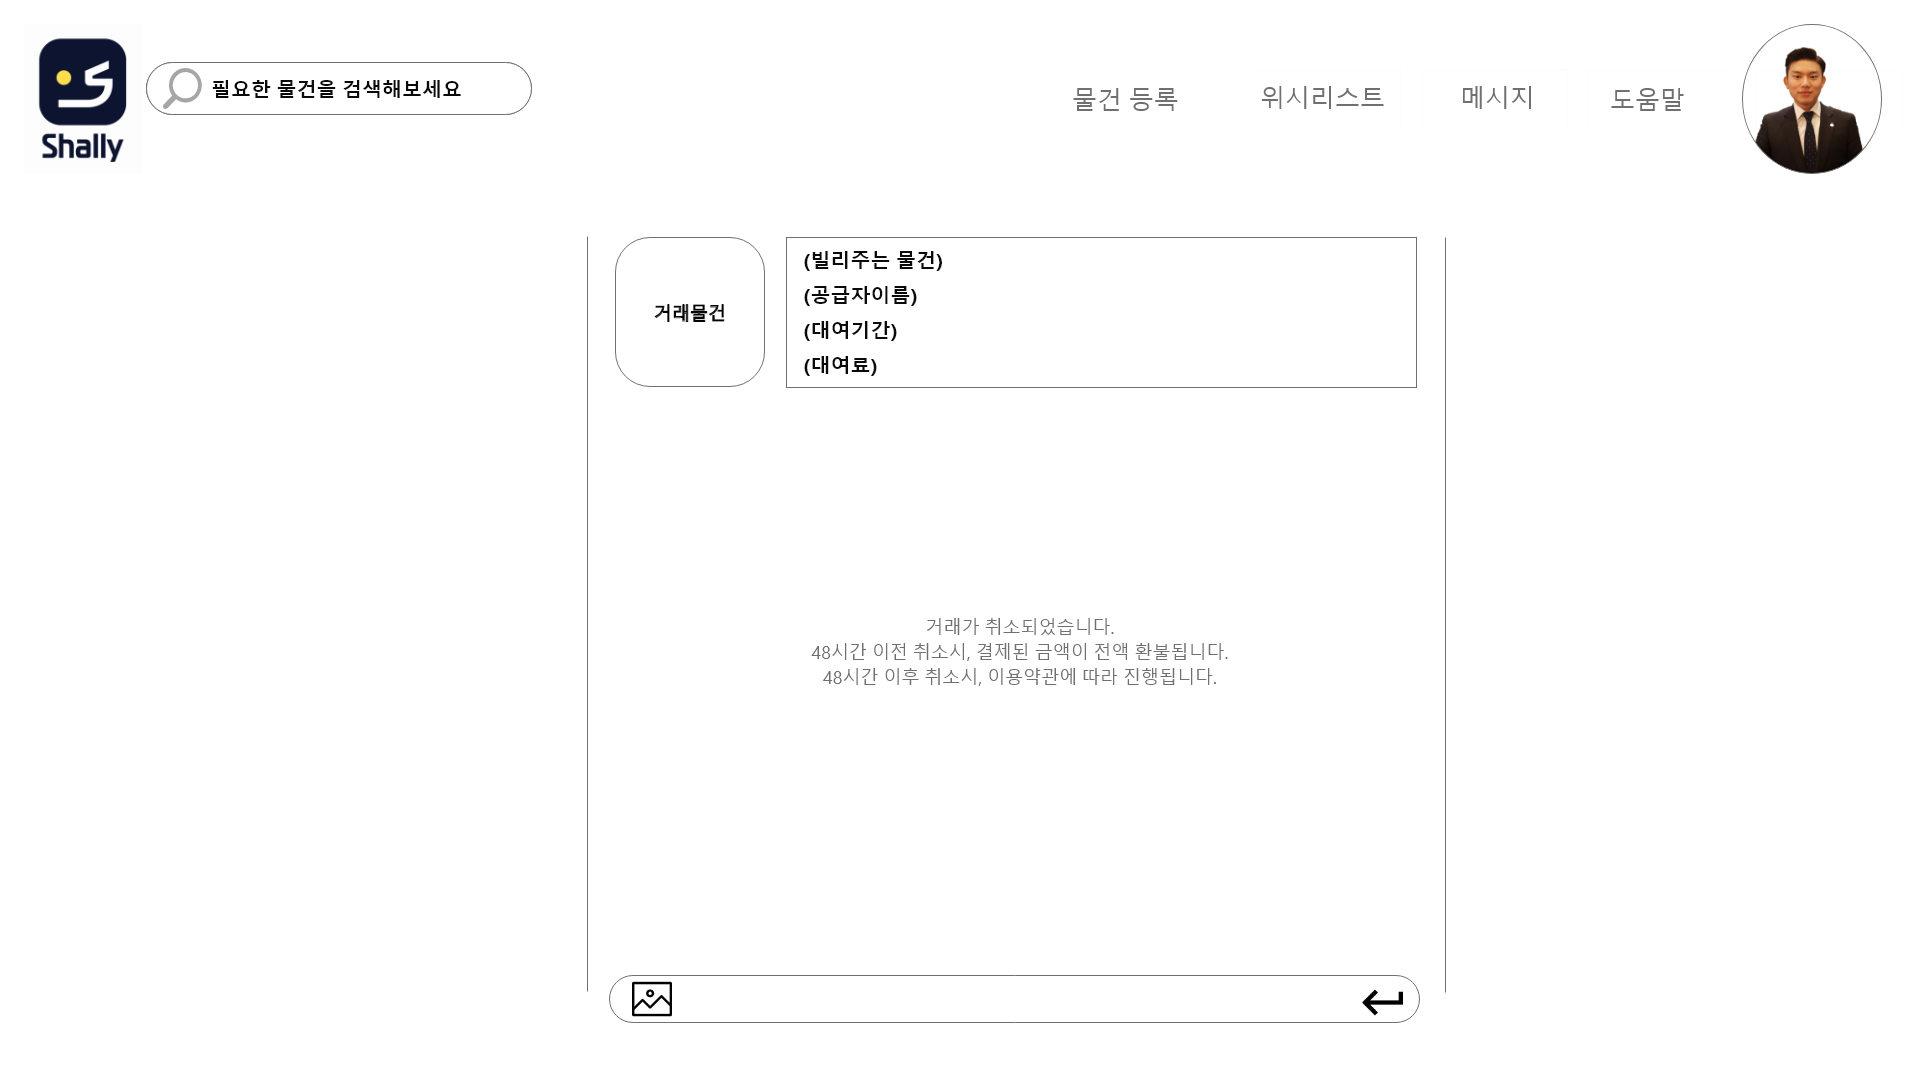 Shally
필요한 물건을 검색해보세요
물건 등록
위시리스트
메시지
도움말
거래물건
(빌리주는 물건)
(공급자이름)
(대여기간)
(대여료)
거래가 취소되었습니다.
48시간 이전 취소시, 결제된 금액이 전액 환불됩니다.
48시간 이후 취소시, 이용약관에 따라 진행됩니다.